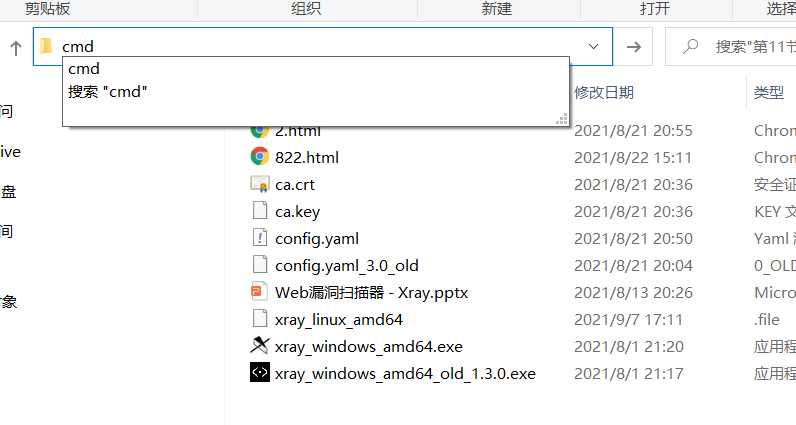 剪贴板 组织 新建 打开 选择
cmd 搜索"第11节
cmd
搜索 "cmd"
修改日期 类型
问
2.html 2021/8/21 20:55 Chrom
ive 822.html 2021/8/22 15:11 Chrom
盘 ca.crt 2021/8/21 20:36 安全证
ca.key 2021/8/21 20:36 KEY 文
间 config.yaml 2021/8/21 20:50 Yaml
config.yaml_3.0_old 2021/8/21 20:04 0_OLD
对象 Web漏洞扫描器 - Xray.pptx 2021/8/13 20:26 Micro
xray_linux_amd64 2021/9/7 17:11 .file
xray_windows_amd64.exe 2021/8/1 21:20 应用程
xray_windows_amd64_old_1.3.0.exe 2021/8/1 21:17 应用程